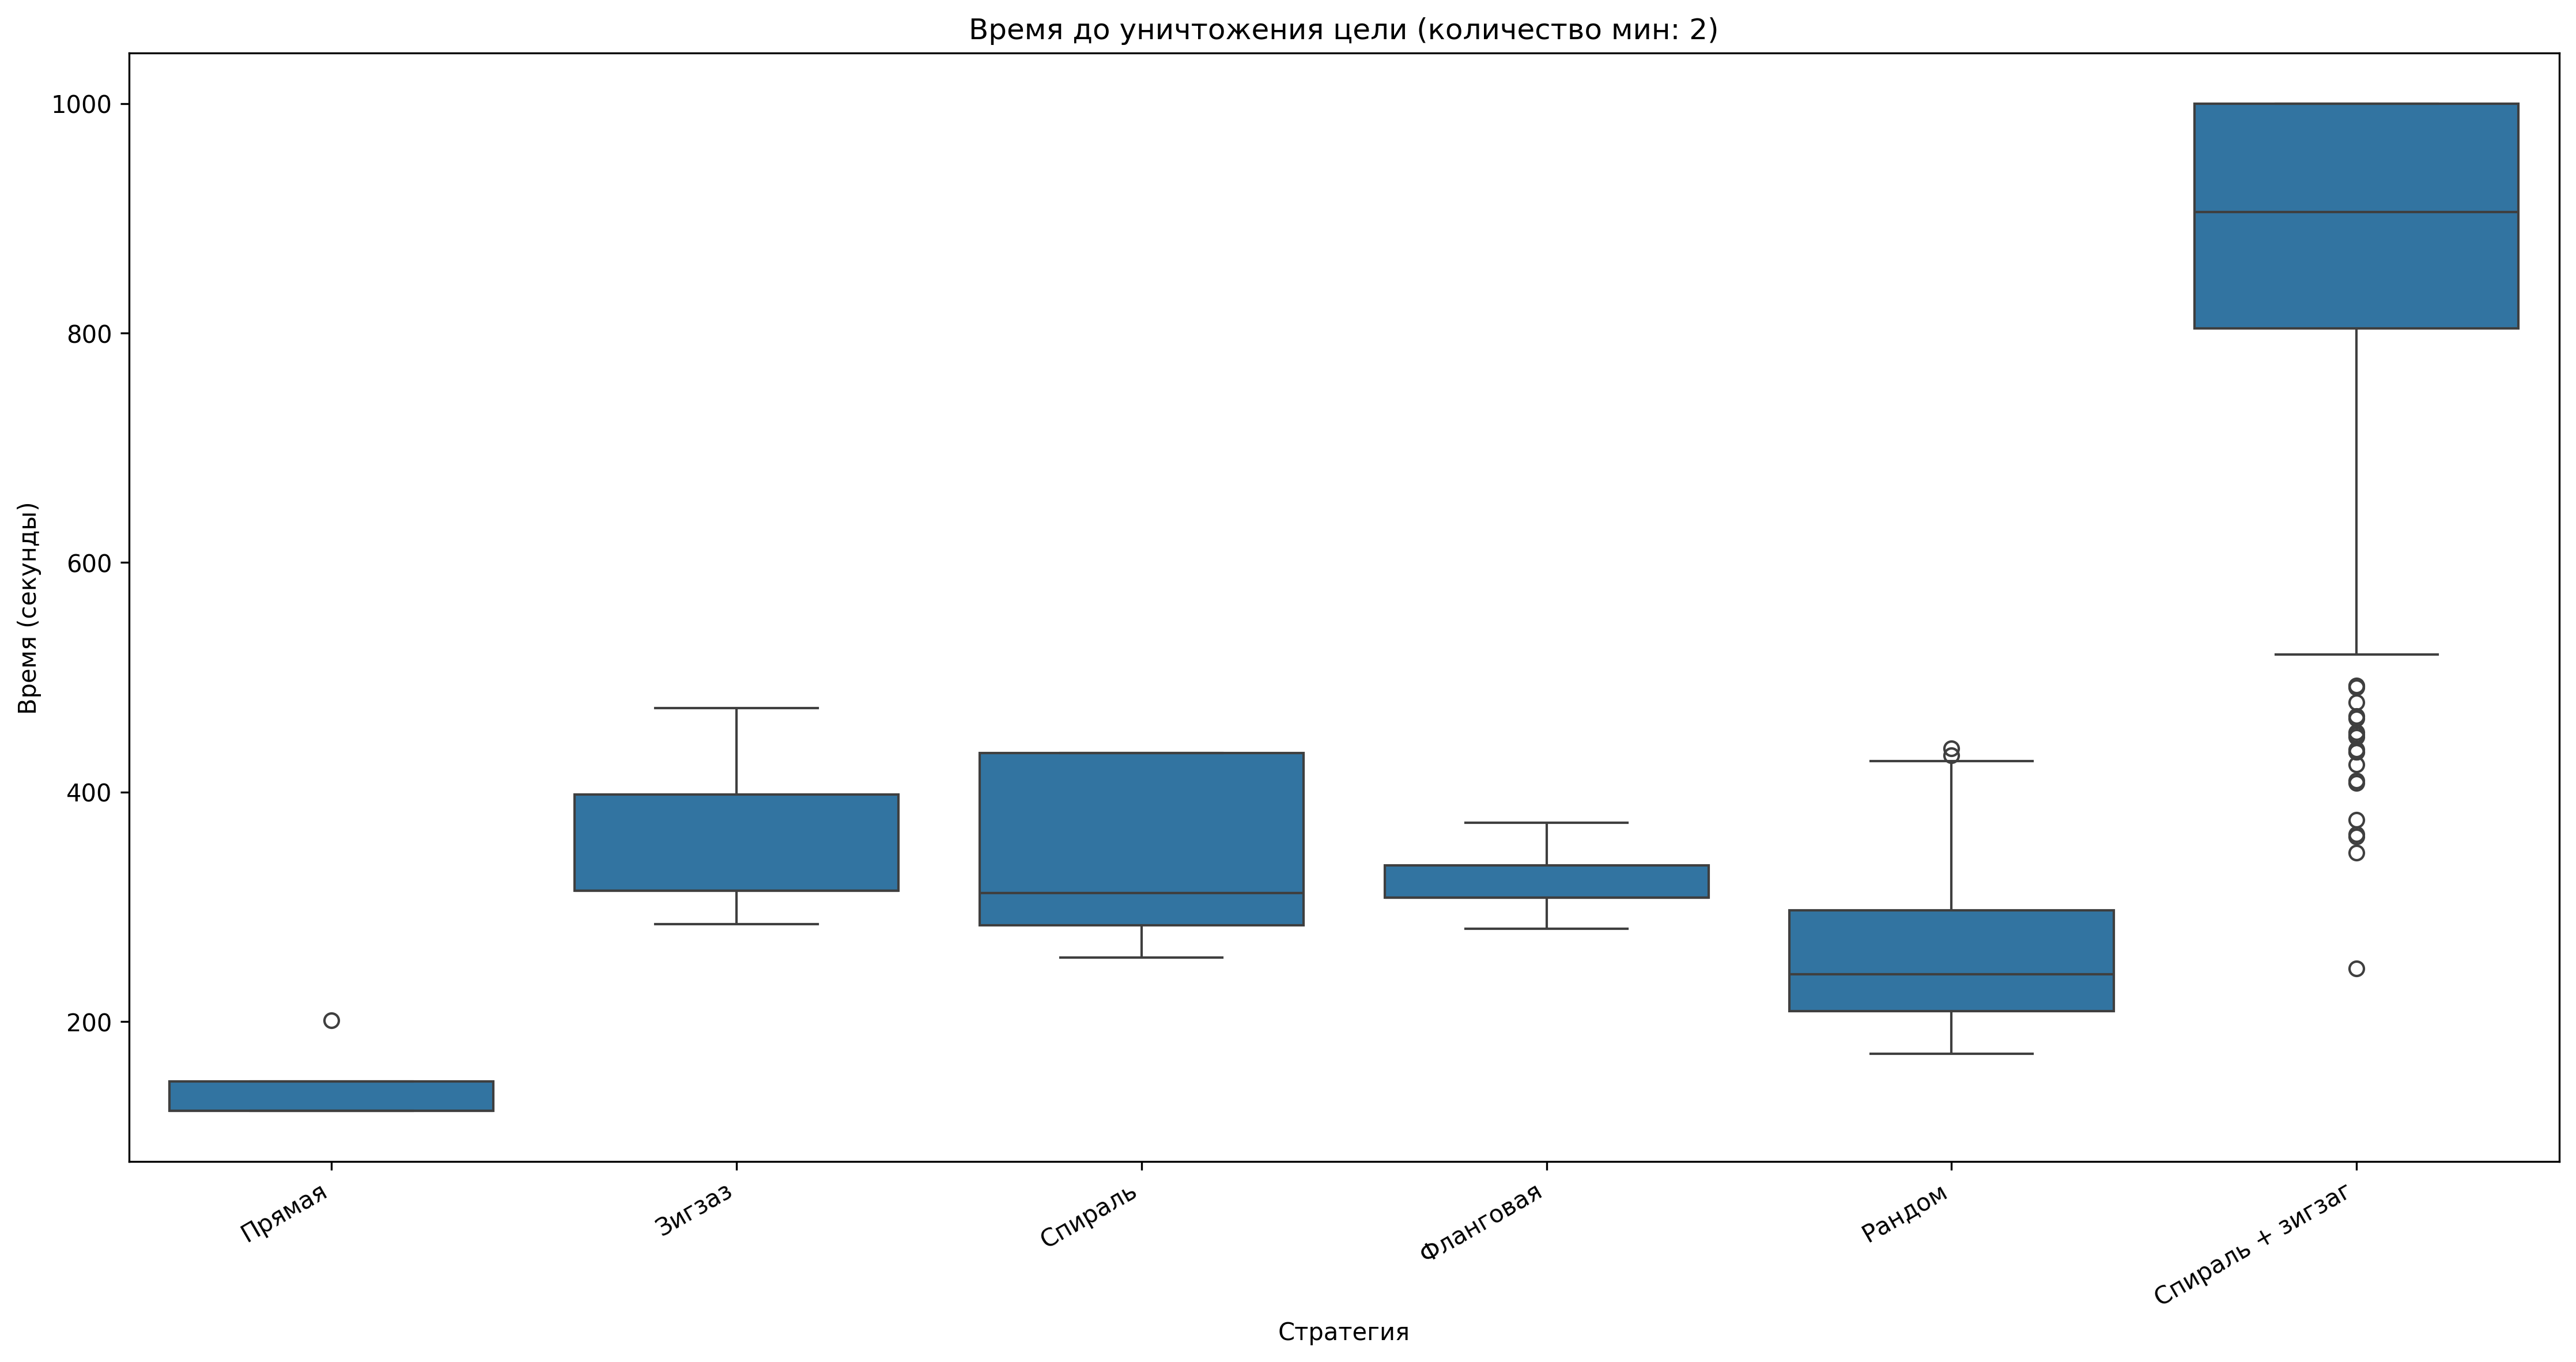 Время до уничтожения цели (количество мин: 2)
Время (секунды)
1000
800
600
400
200
Прямая
Зигзаз
Спираль
Фланговая
Рандом
Спираль + зигзаг
Стратегия